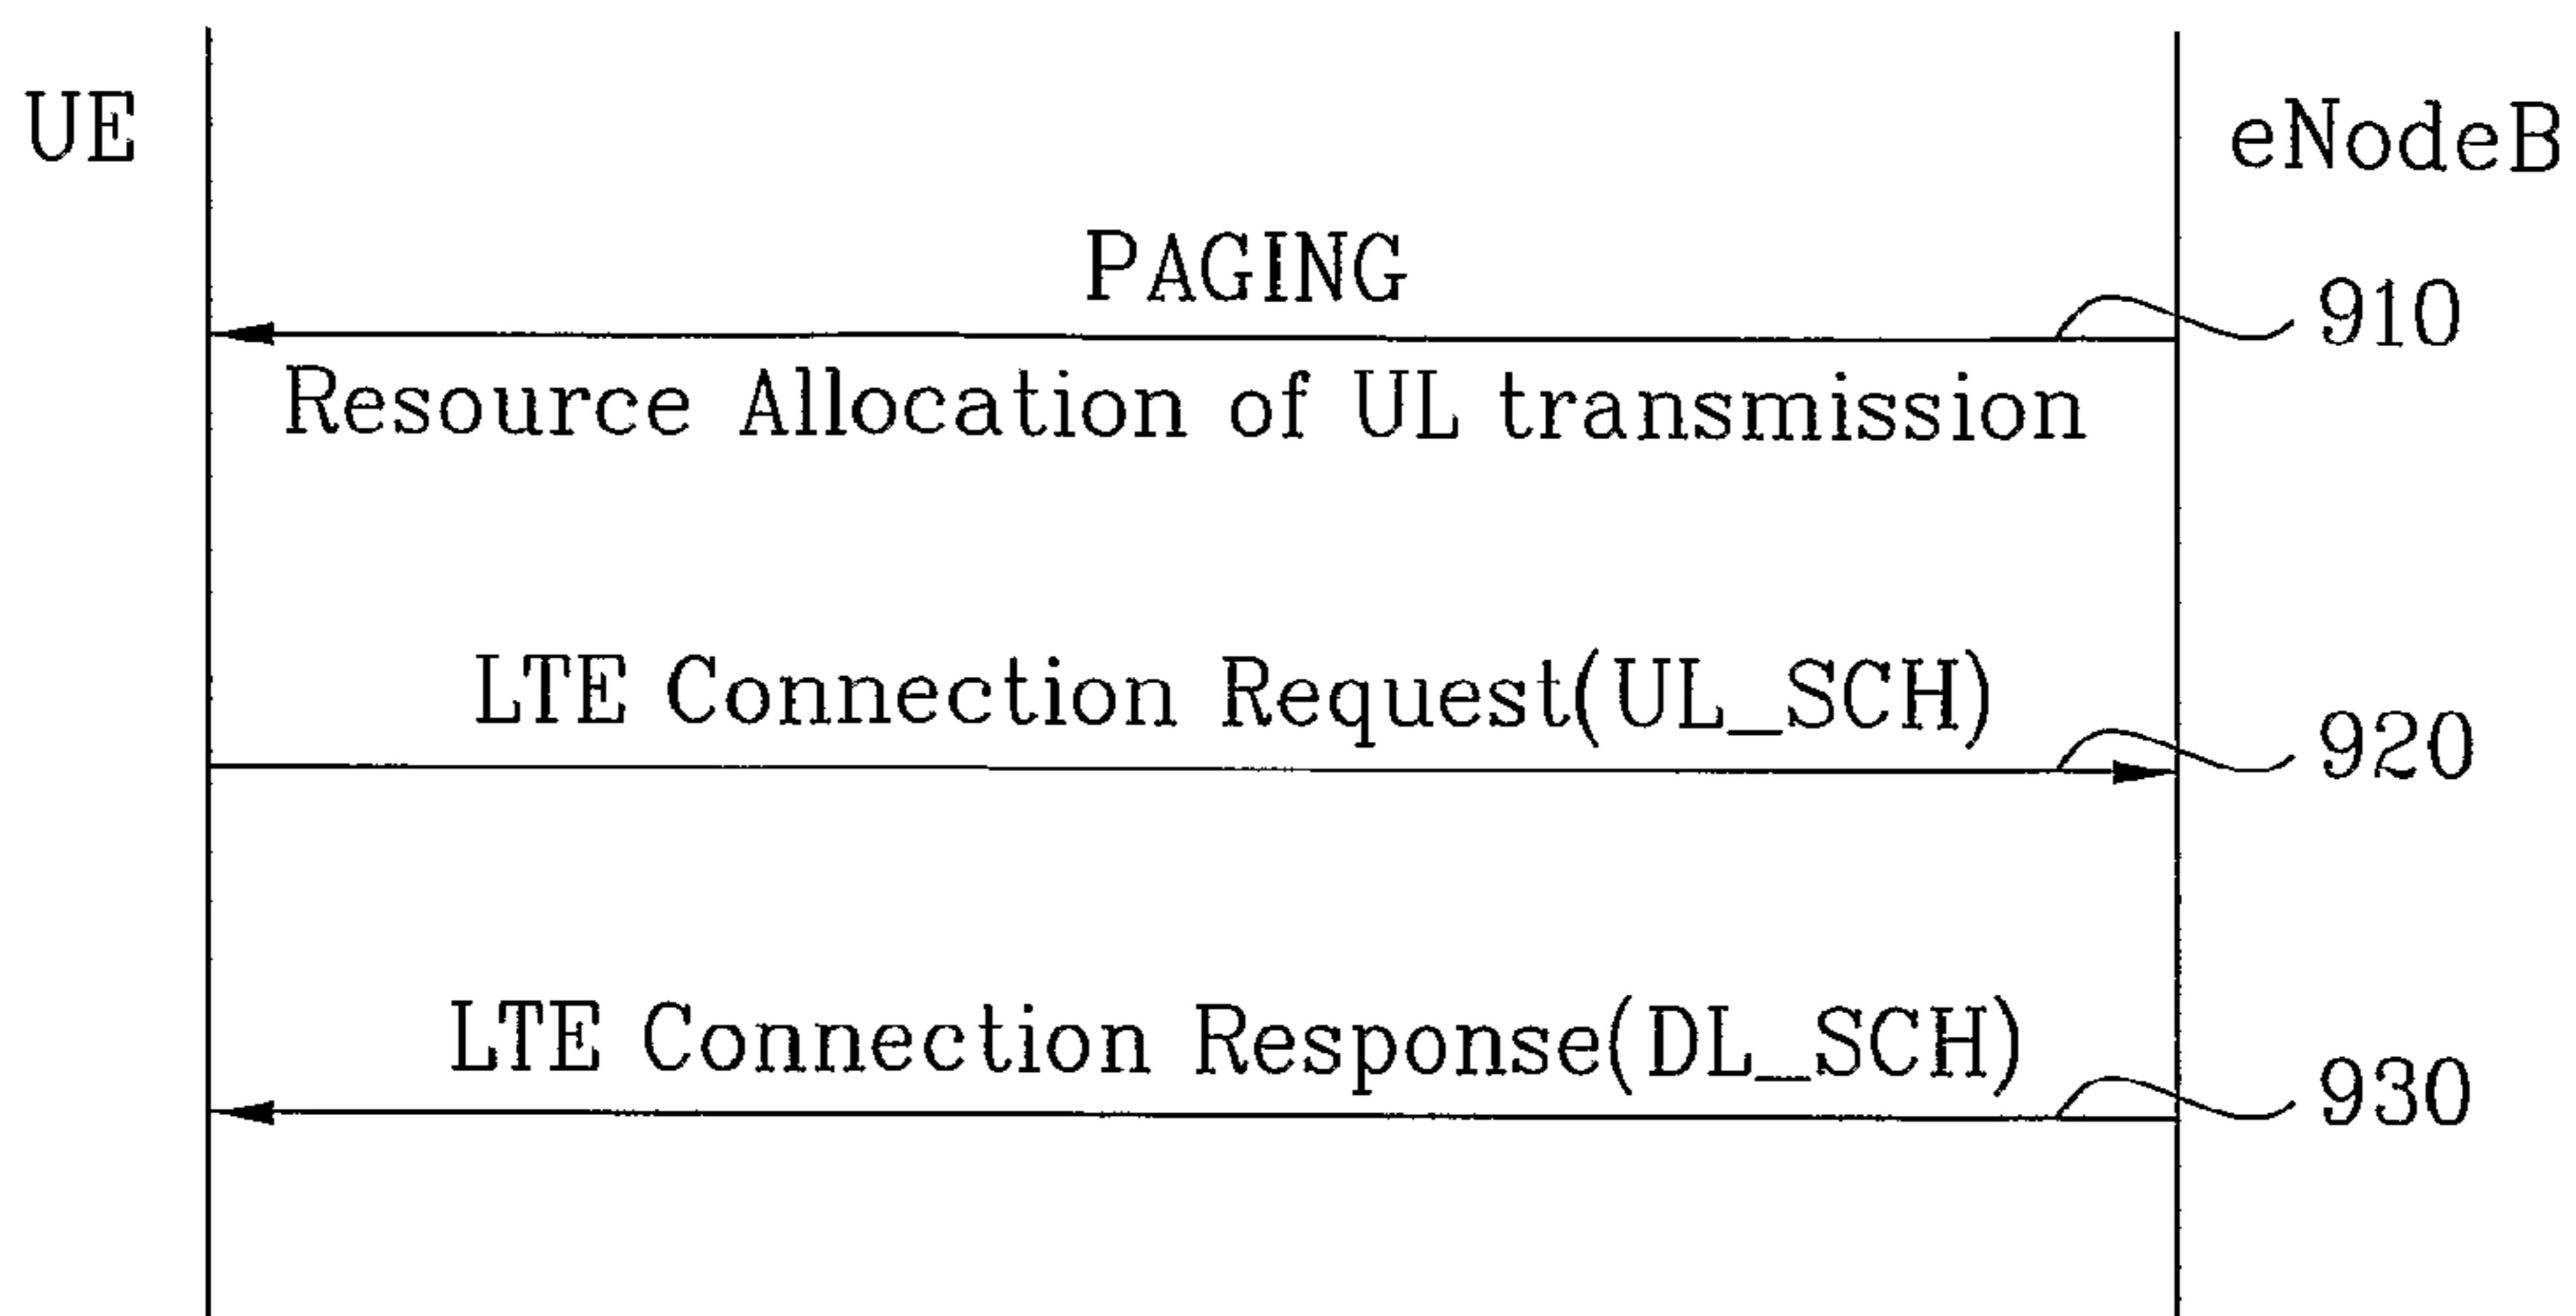 UE
eNodeB
PAGING
910
Resource Allocation of UL transmission
LTE Connection Request(UL_SCH)
920
LTE Connection Response(DL_SCH)
930